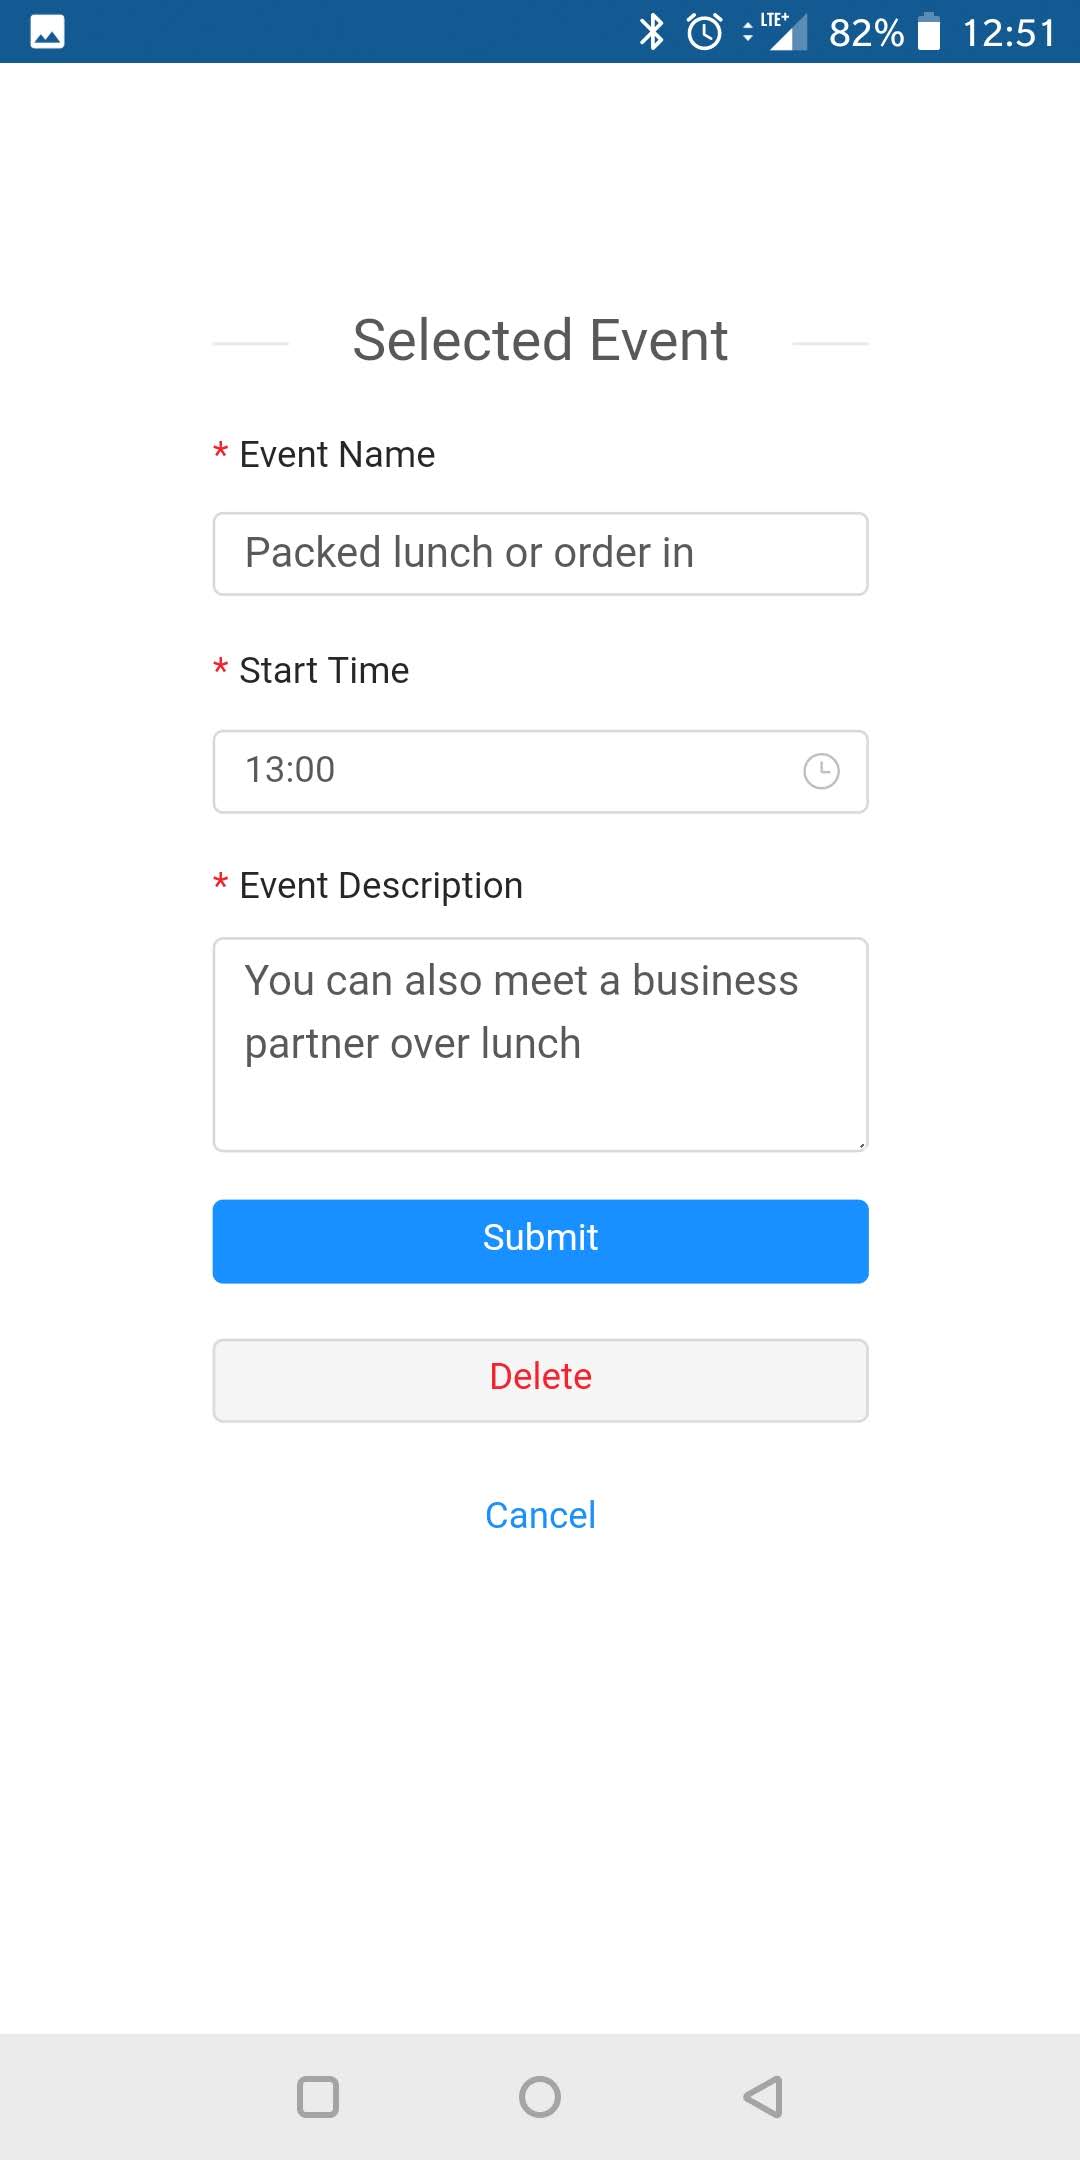 LTE+ 82% 12:51
Selected Event
* Event Name
Packed lunch or order in
* Start Time
13:00
* Event Description
You can also meet a business
partner over lunch
Submit
Delete
Cancel